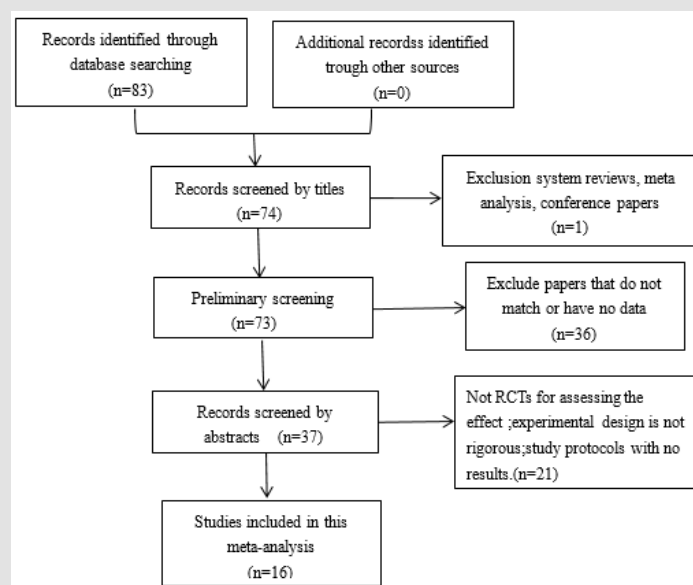 Records identified through
database searching
(n=83)
Additional recordss identified
trough other sources
(n=0)
Records screened by titles
(n=74)
Exclusion system reviews, meta
analysis, conference papers
(n=1)
Preliminary screening
(n=73)
Exclude papers that do not
match or have no data
(n=36)
Records screened by
abstracts (n=37)
Not RCTs for assessing the
effect ;experimental design is not
rigorous;study protocols with no
results.(n=21)
Studies included in this
meta-analysis
(n=16)